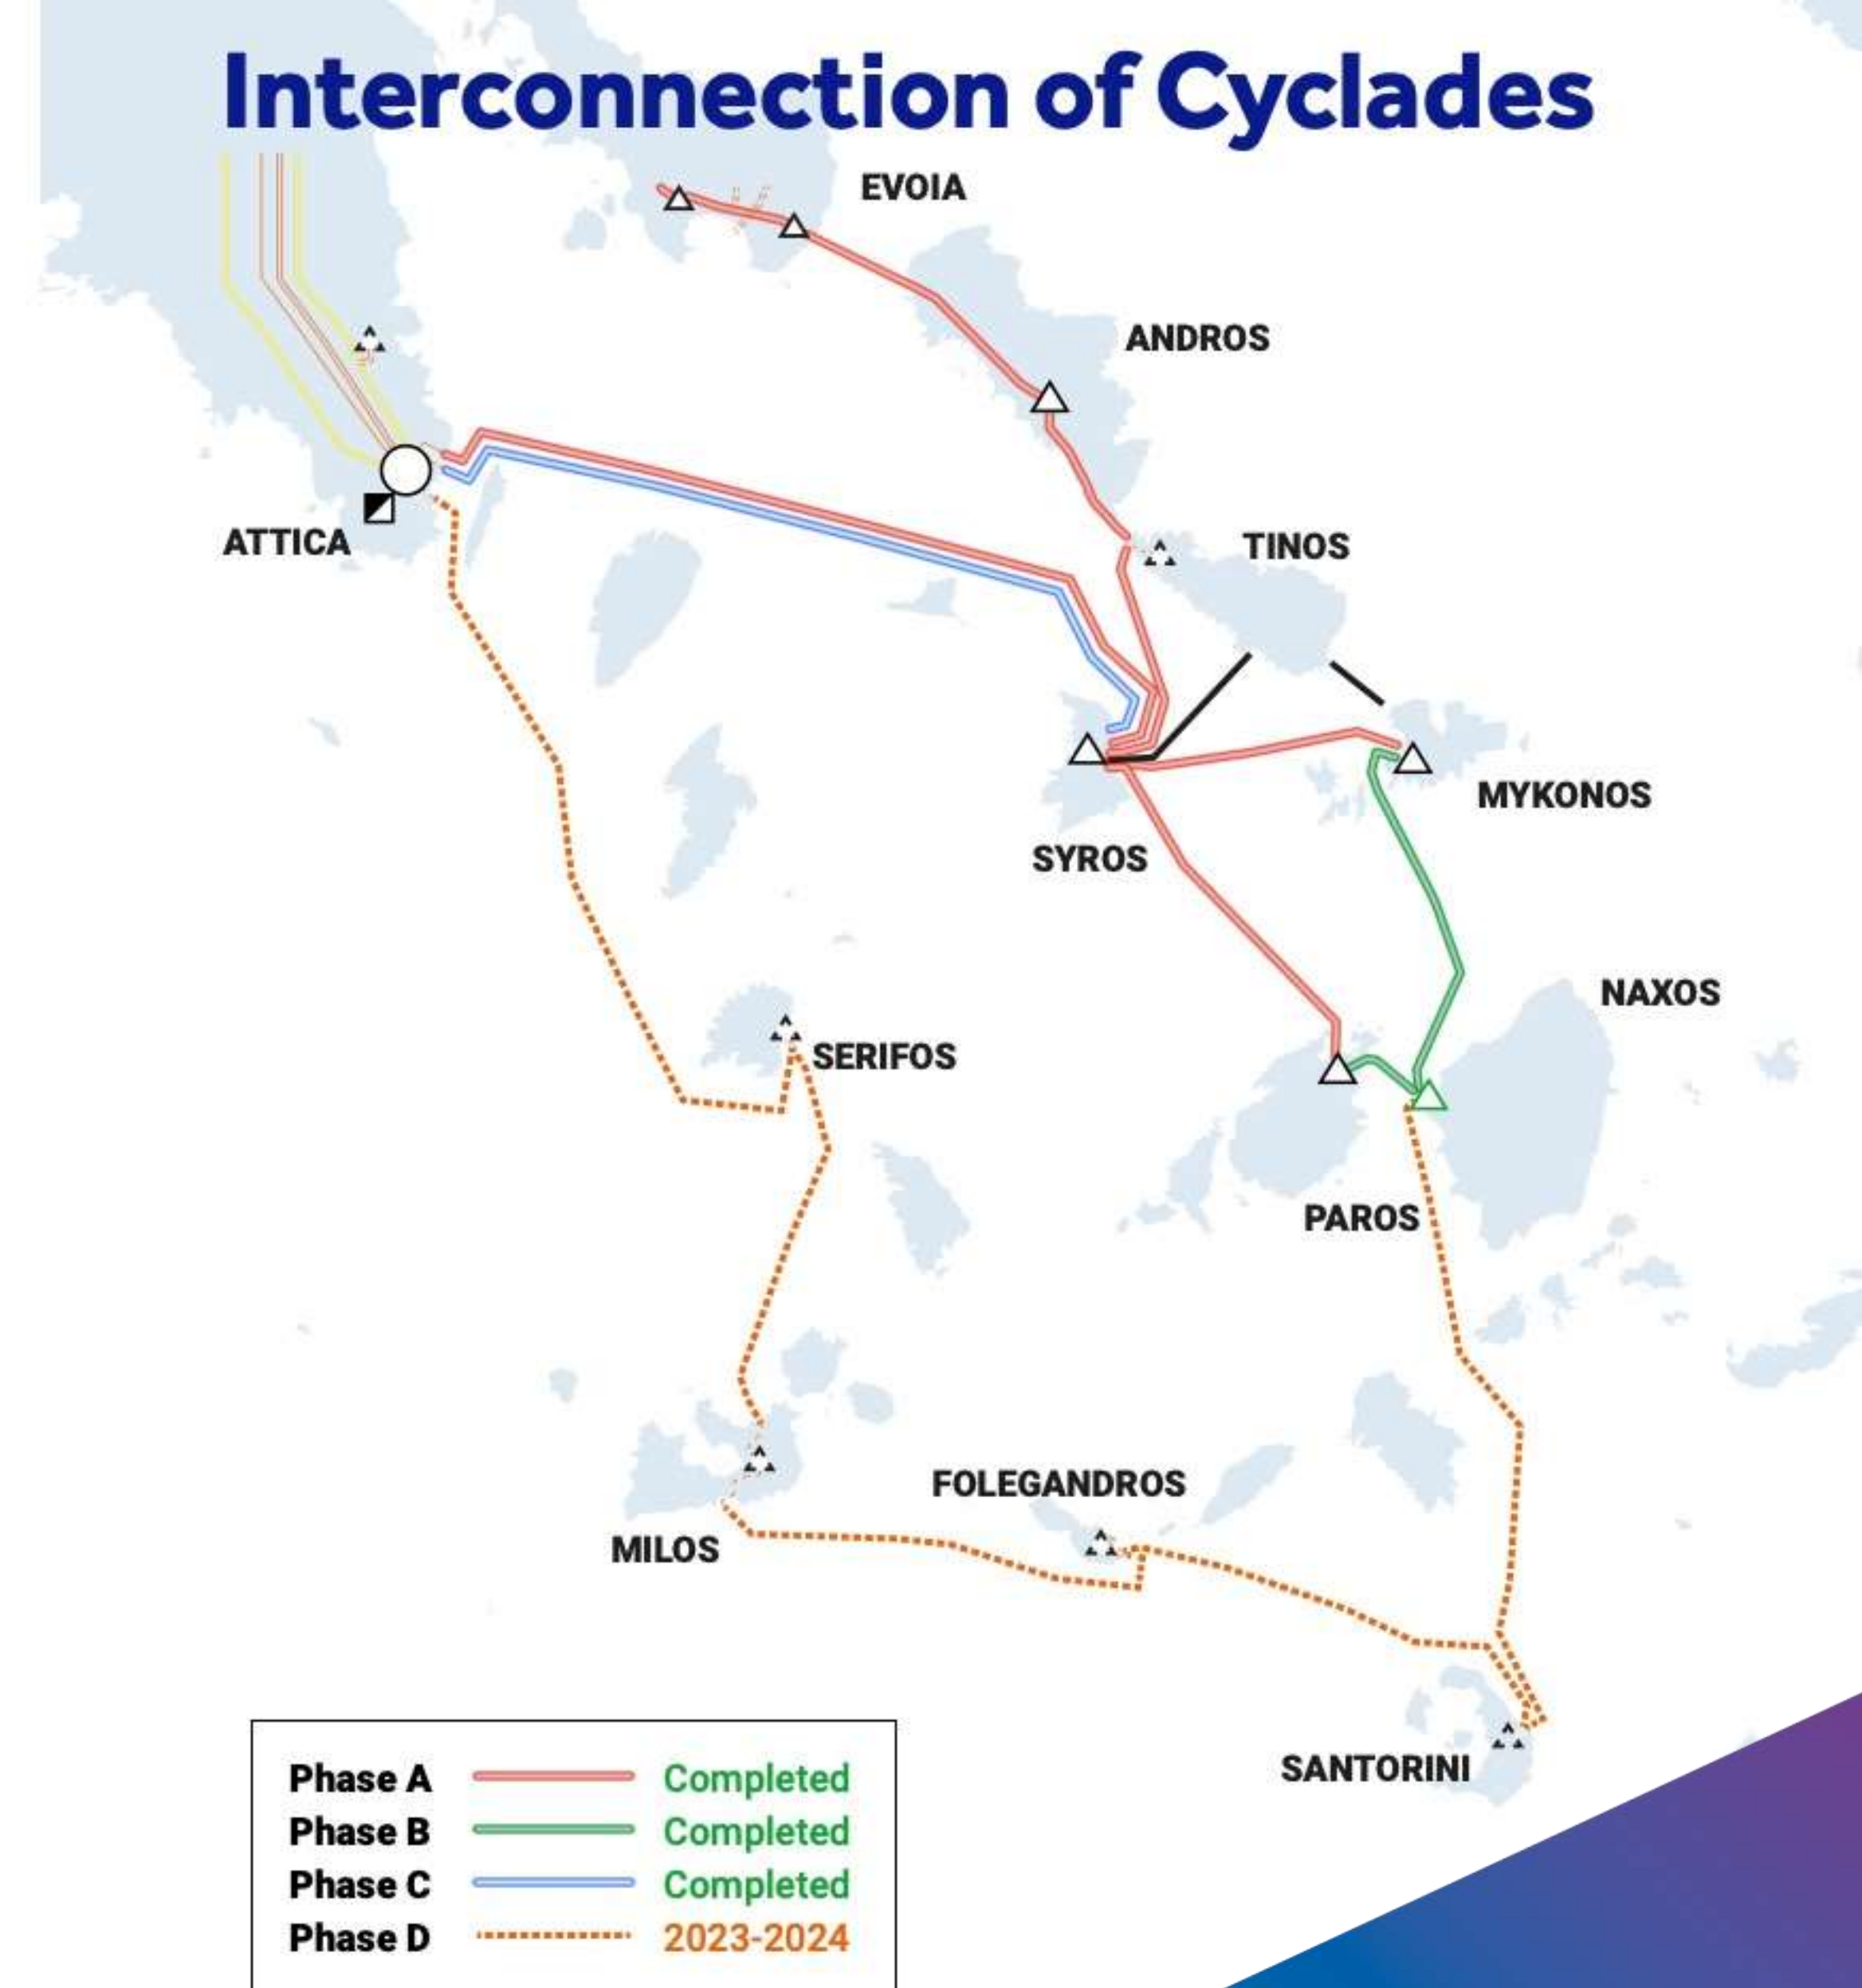 Interconnection of Cyclades
EVOIA
ANDROS
ATTICA
TINOS
MYKONOS
SYROS
NAXOS
SERIFOS
PAROS
FOLEGANDROS
MILOS
SANTORINI
Phase A Completed
Phase B Completed
Phase C Completed
Phase D 2023-2024